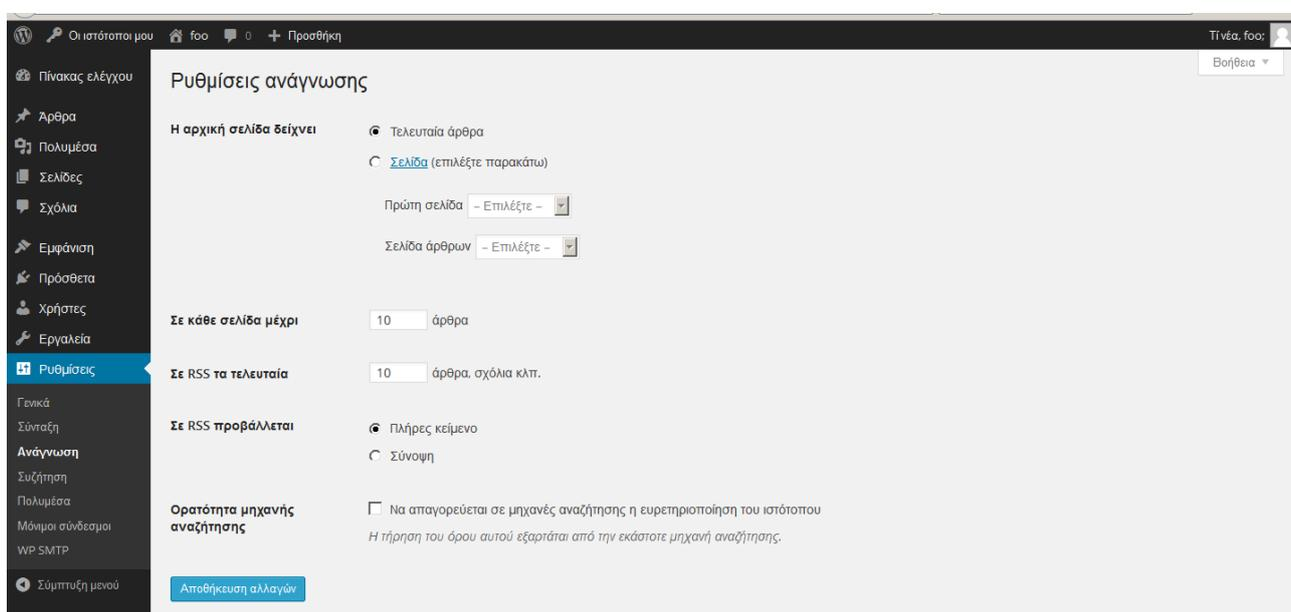 Οι ιστότοποι μου foo 0 Προσθήκη Τί νέα, foo;
Βοήθεια
Πίνακας ελέγχου
Άρθρα
Πολυμέσα
Σελίδες
Σχόλια
Εμφάνιση
Πρόσθετα
Χρήστες
Εργαλεία
Ρυθμίσεις
Γενικά
Σύνταξη
Ανάγνωση
Συζήτηση
Πολυμέσα
Μόνιμοι σύνδεσμοι
WP SMTP
Σύμπτυξη μενού
Ρυθμίσεις ανάγνωσης
Η αρχική σελίδα δείχνει
Τελευταία άρθρα
Σελίδα (επιλέξτε παρακάτω)
Πρώτη σελίδα – Επιλέξτε –
Σελίδα άρθρων – Επιλέξτε –
Σε κάθε σελίδα μέχρι 10 άρθρα
Σε RSS τα τελευταία 10 άρθρα, σχόλια κλπ.
Σε RSS προβάλλεται
Πλήρες κείμενο
Σύνοψη
Ορατότητα μηχανής
αναζήτησης
Να απαγορεύεται σε μηχανές αναζήτησης η ευρετηριοποίηση του ιστότοπου
Η τήρηση του όρου αυτού εξαρτάται από την εκάστοτε μηχανή αναζήτησης.
Αποθήκευση αλλαγών